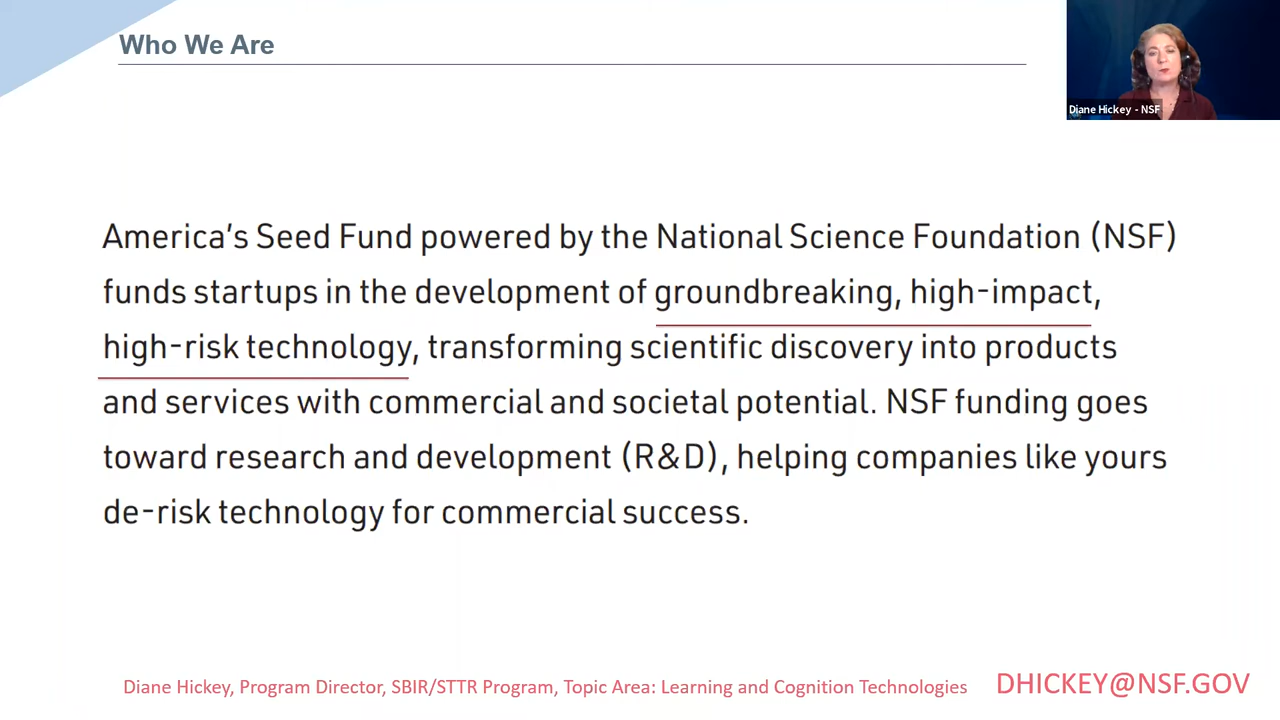 Who We Are
Diane Hickey - NSF
America's Seed Fund powered by the National Science Foundation (NSF)
funds startups in the development of groundbreaking, high-impact,
high-risk technology, transforming scientific discovery into products
and services with commercial and societal potential. NSF funding goes
toward research and development (R&D), helping companies like yours
de-risk technology for commercial success.
Diane Hickey, Program Director, SBIR/STTR Program, Topic Area: Learning and Cognition Technologies
DHICKEY@NSF.GOV